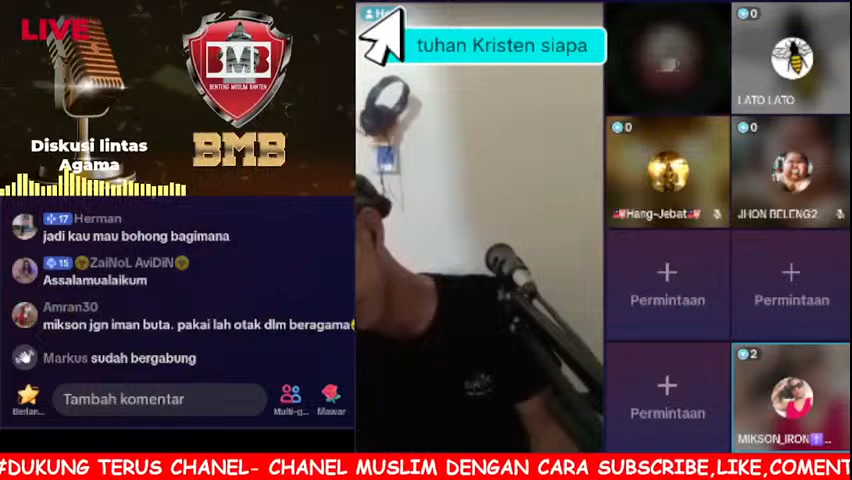 LIVE
BMB
BENTENG MUSLIM BANTEN
BMB
Diskusi lintas
Agama
17 Herman
jadi kau mau bohong bagimana
15 ZaiNoL AviDiN
Assalamualaikum
Amran30
mikson jgn iman buta. pakai lah otak dlm beragama
Markus sudah bergabung
Berlan...
Tambah komentar
Multi-g...
Mawar
tuhan Kristen siapa
0
LATO LATO
0
Hang-Jebat
0
JHON BELENG2
Permintaan
Permintaan
Permintaan
2
MIKSON_IRON...
#DUKUNG TERUS CHANEL- CHANEL MUSLIM DENGAN CARA SUBSCRIBE,LIKE,COMENT